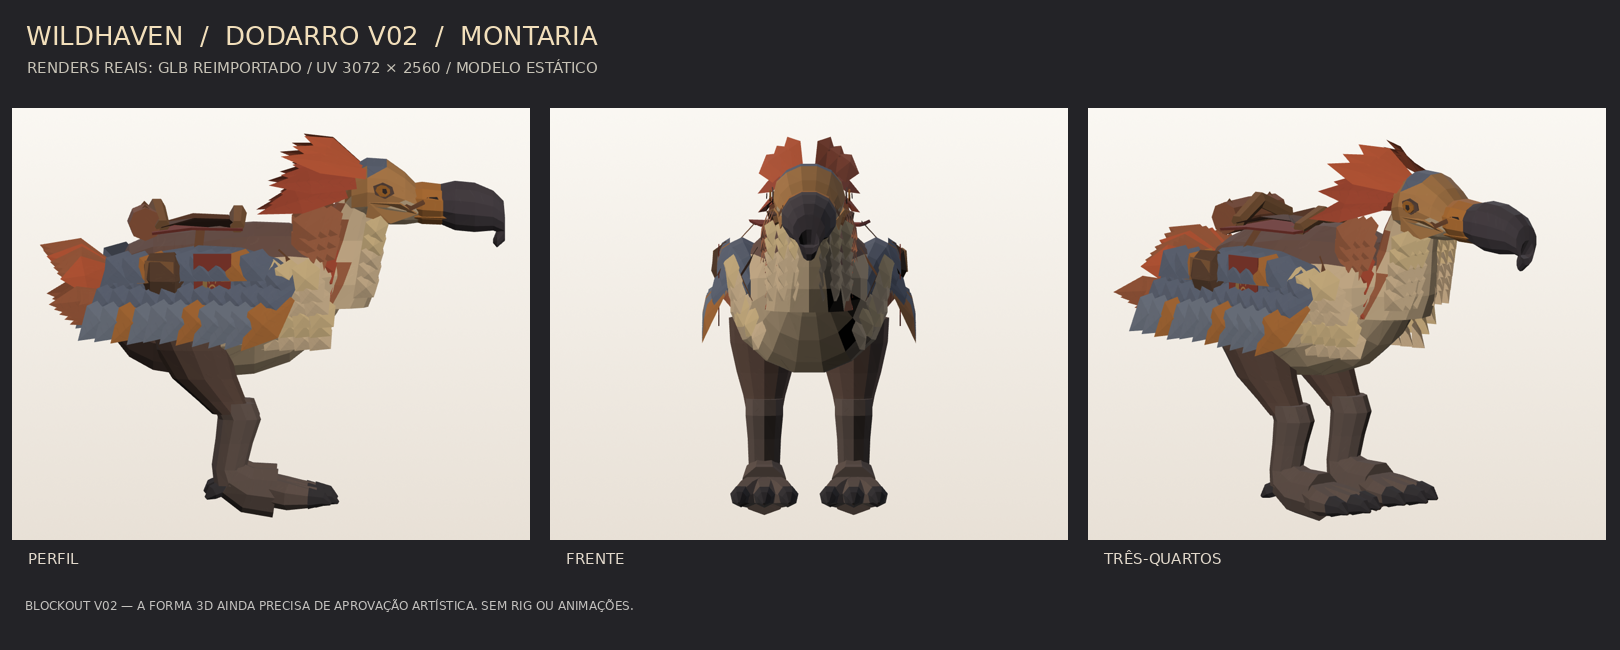 WILDHAVEN / DODARRO V02 / MONTARIA
RENDERS REAIS: GLB REIMPORTADO / UV 3072 × 2560 / MODELO ESTÁTICO
PERFIL
FRENTE
TRÊS-QUARTOS
BLOCKOUT V02 — A FORMA 3D AINDA PRECISA DE APROVAÇÃO ARTÍSTICA. SEM RIG OU ANIMAÇÕES.